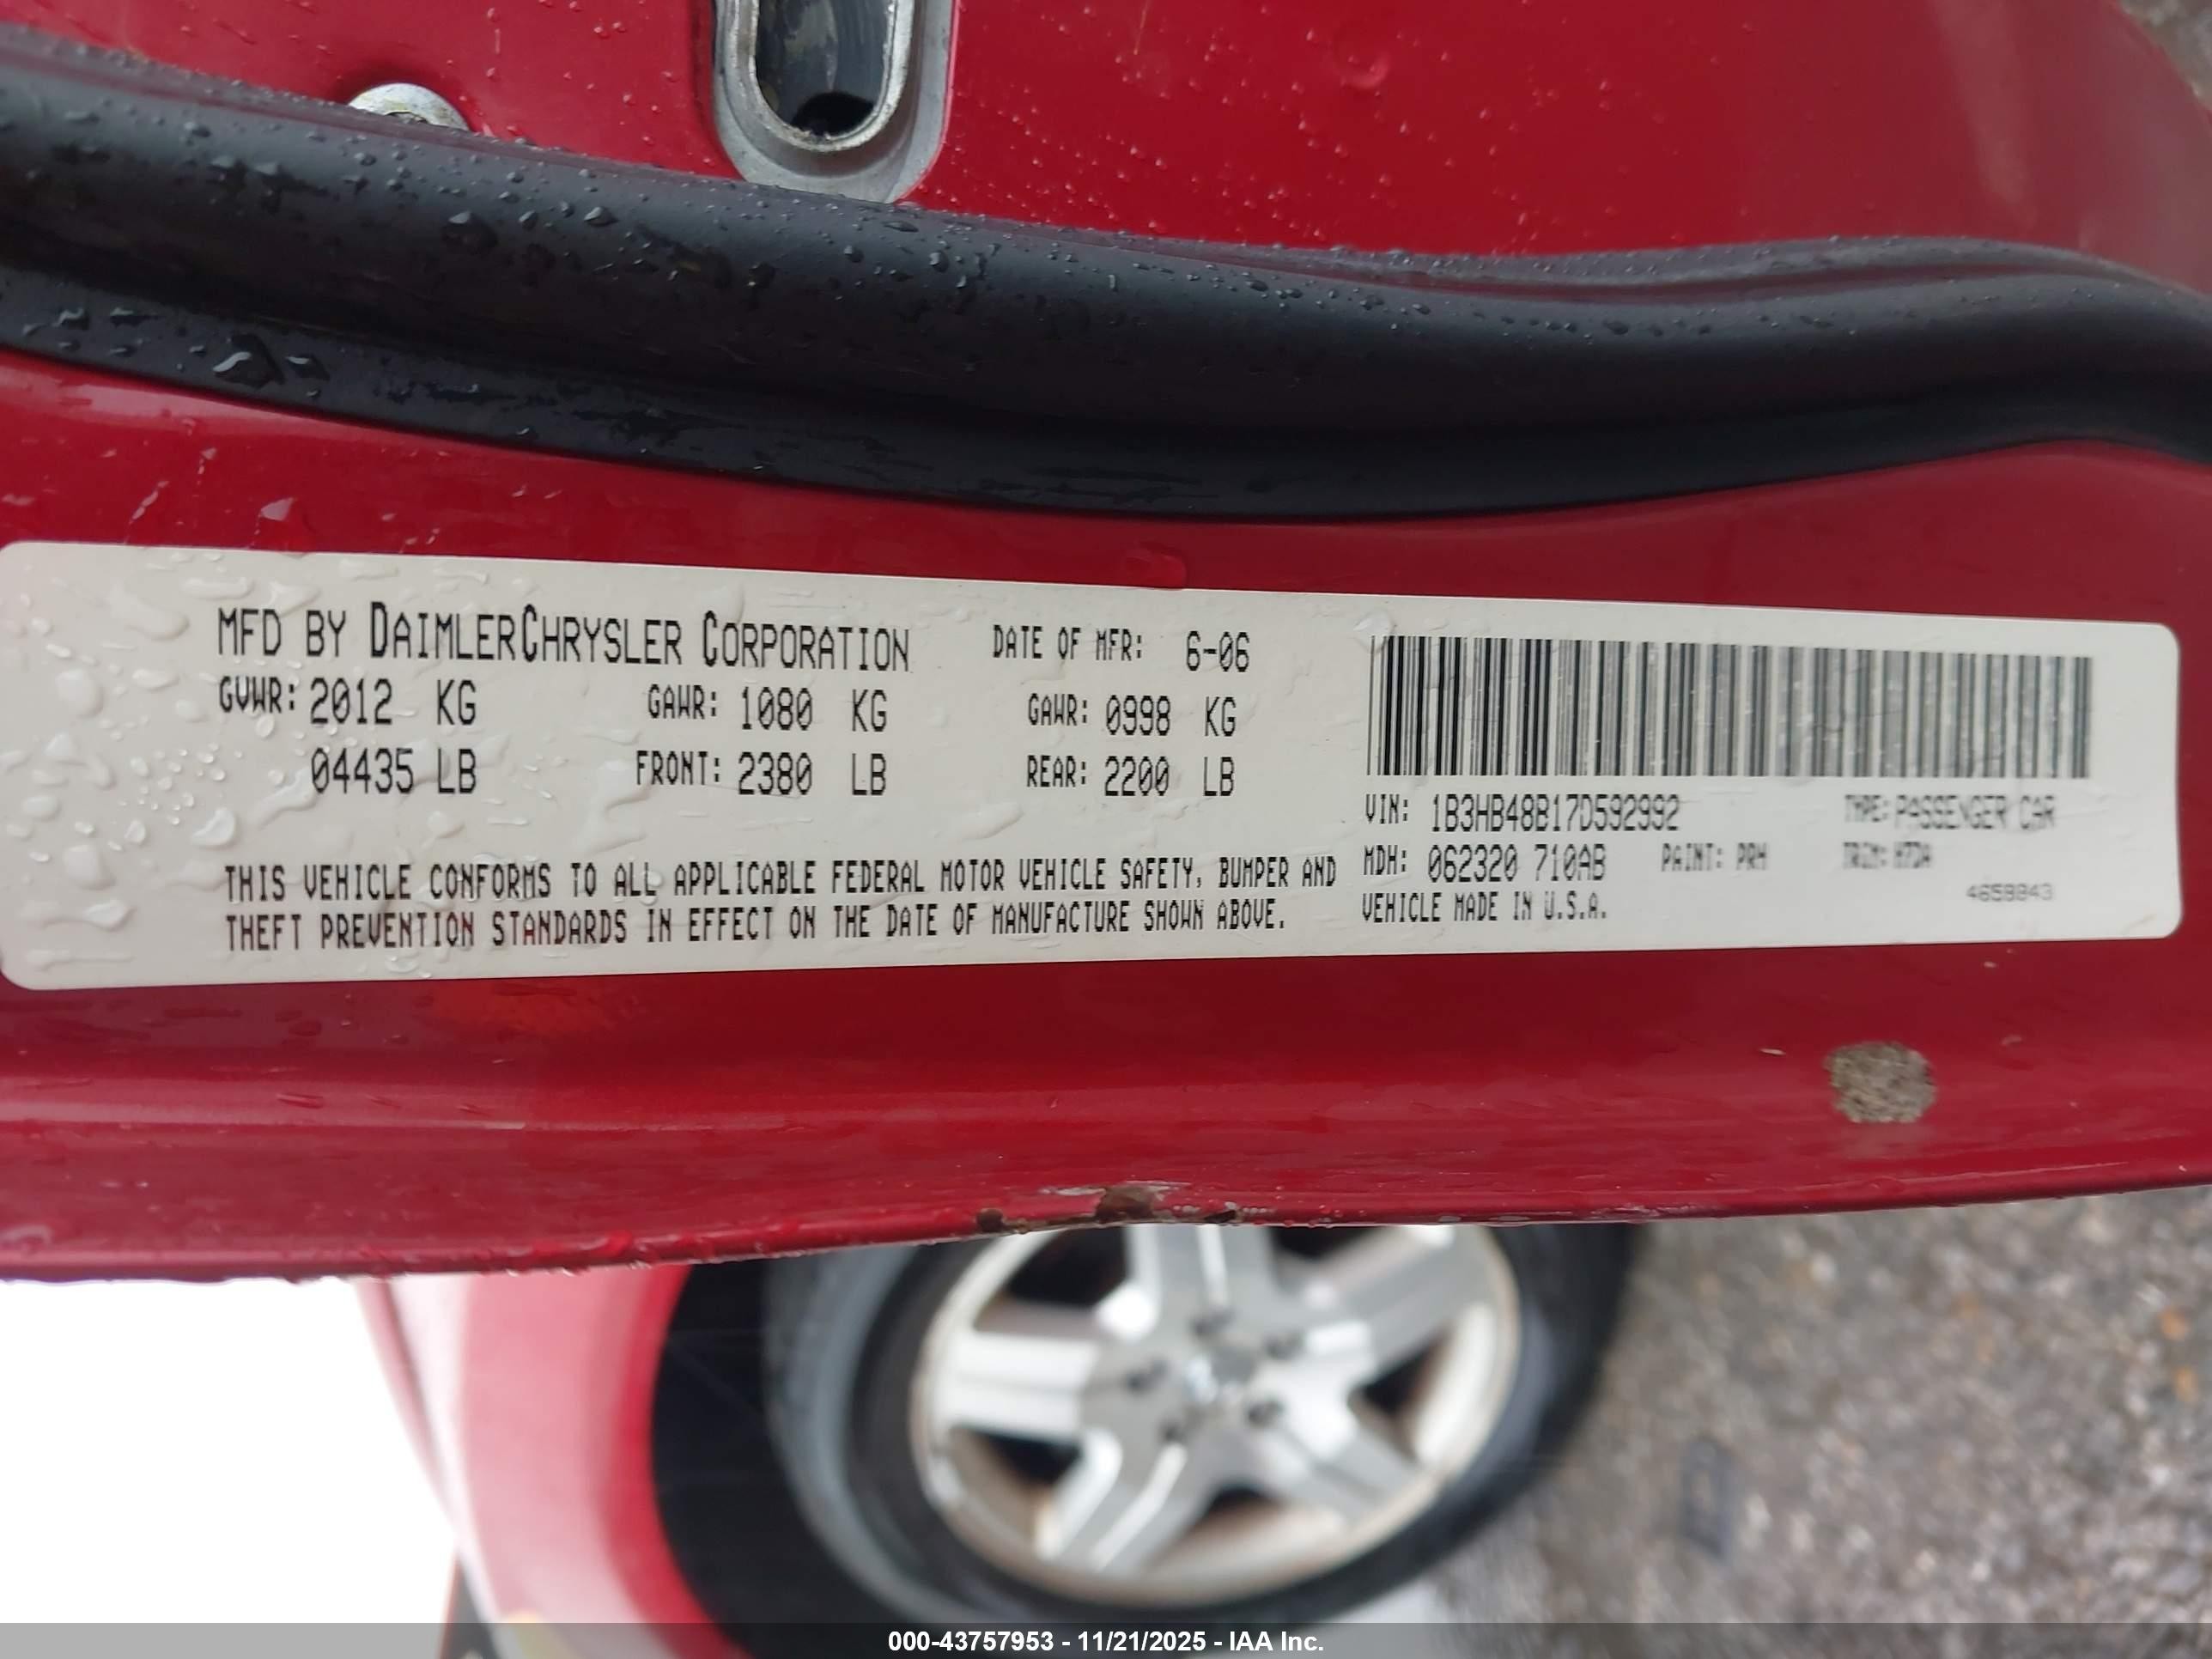 MFD BY DAIMLERCHRYSLER CORPORATION DATE OF MFR: 6-06
GVWR: 2012 KG GAWR: 1080 KG GAWR: 0998 KG
04435 LB FRONT: 2380 LB REAR: 2200 LB
THIS VEHICLE CONFORMS TO ALL APPLICABLE FEDERAL MOTOR VEHICLE SAFETY, BUMPER AND
THEFT PREVENTION STANDARDS IN EFFECT ON THE DATE OF MANUFACTURE SHOWN ABOVE.
VIN: 1B3HB48B17D592992 TYPE: PASSENGER CAR
MDH: 062320 710AB PAINT: PRH TRIM:
VEHICLE MADE IN U.S.A.
000-43757953 - 11/21/2025 - IAA Inc.